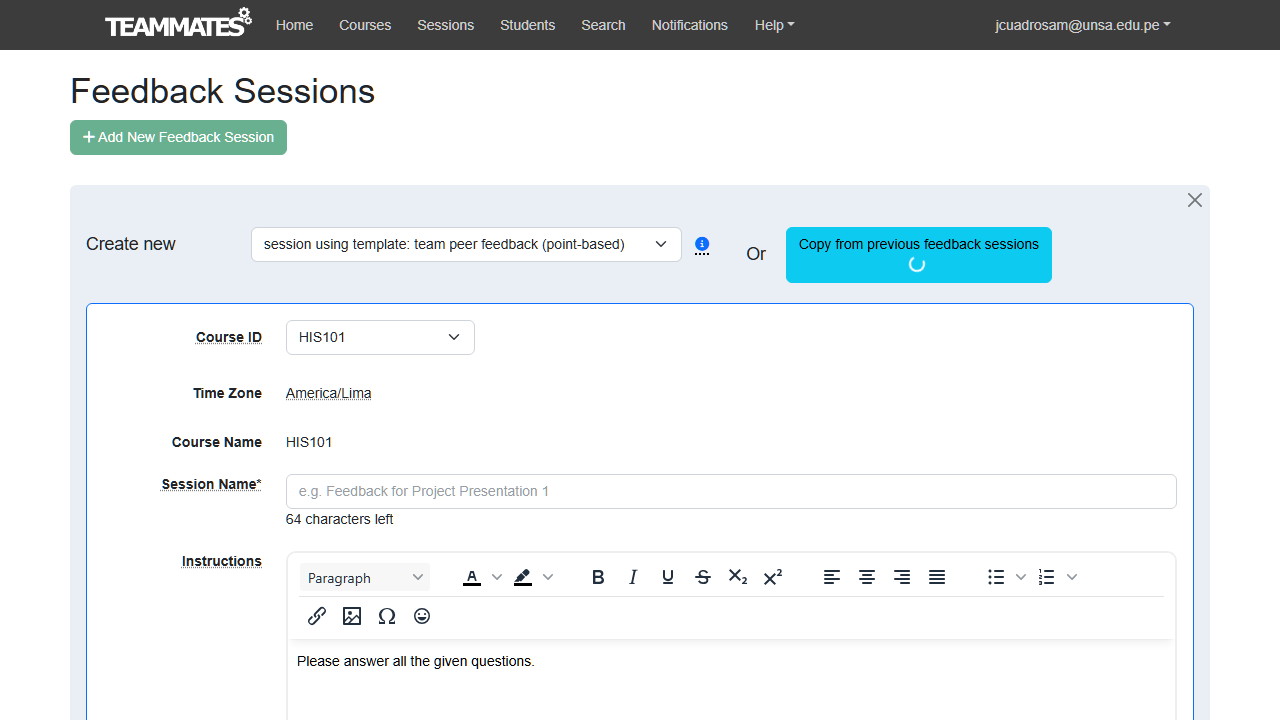 TEAMMATES Home Courses Sessions Students Search Notifications Help jcuadrosam@unsa.edu.pe
Feedback Sessions
Add New Feedback Session
Create new session using template: team peer feedback (point-based) Or Copy from previous feedback sessions
Course ID HIS101
Time Zone America/Lima
Course Name HIS101
Session Name* e.g. Feedback for Project Presentation 1
64 characters left
Instructions
Paragraph
Please answer all the given questions.